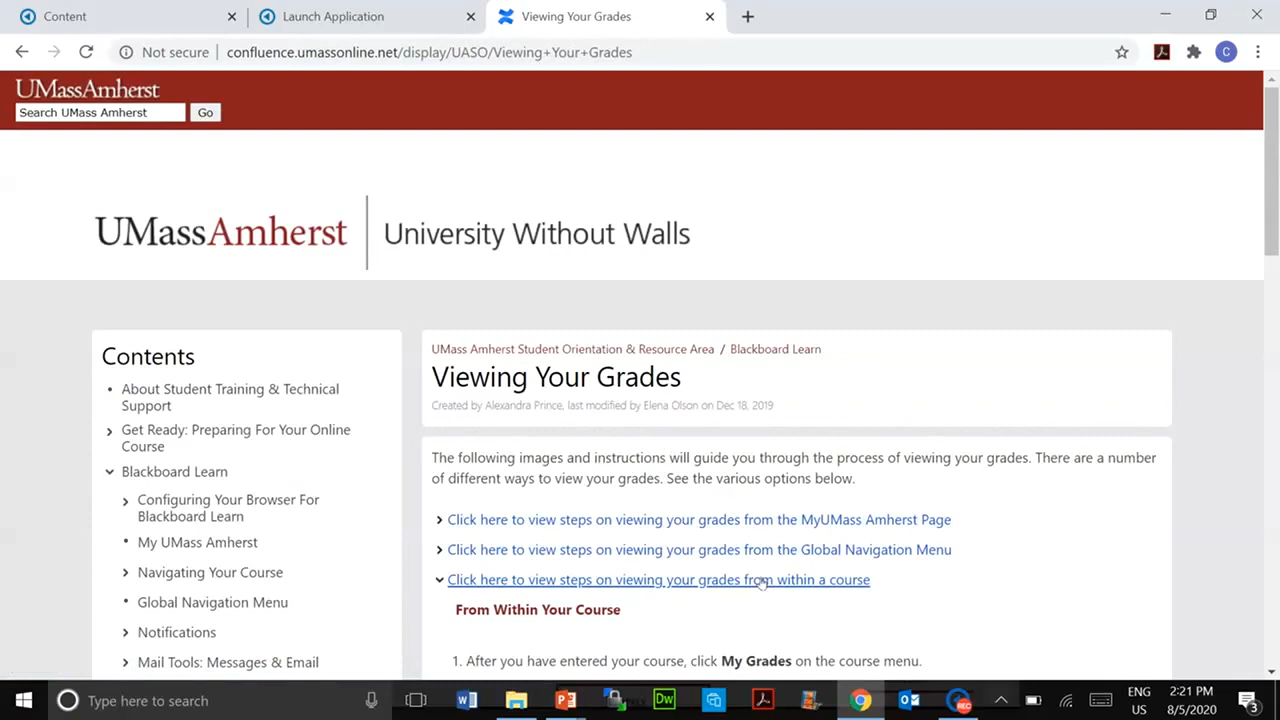 Content
Launch Application
Viewing Your Grades
Not secure
confluence.umassonline.net/display/UASO/Viewing+Your+Grades
C
UMassAmherst
Search UMass Amherst
Go
UMassAmherst
University Without Walls
Contents
About Student Training & Technical
Support
Get Ready: Preparing For Your Online
Course
Blackboard Learn
Configuring Your Browser For
Blackboard Learn
My UMass Amherst
Navigating Your Course
Global Navigation Menu
Notifications
Mail Tools: Messages & Email
UMass Amherst Student Orientation & Resource Area / Blackboard Learn
Viewing Your Grades
Created by Alexandra Prince, last modified by Elena Olson on Dec 18, 2019
The following images and instructions will guide you through the process of viewing your grades. There are a number
of different ways to view your grades. See the various options below.
Click here to view steps on viewing your grades from the MyUMass Amherst Page
Click here to view steps on viewing your grades from the Global Navigation Menu
Click here to view steps on viewing your grades from within a course
From Within Your Course
1. After you have entered your course, click My Grades on the course menu.
Type here to search
Dw
REC
ENG
US
2:21 PM
8/5/2020
3